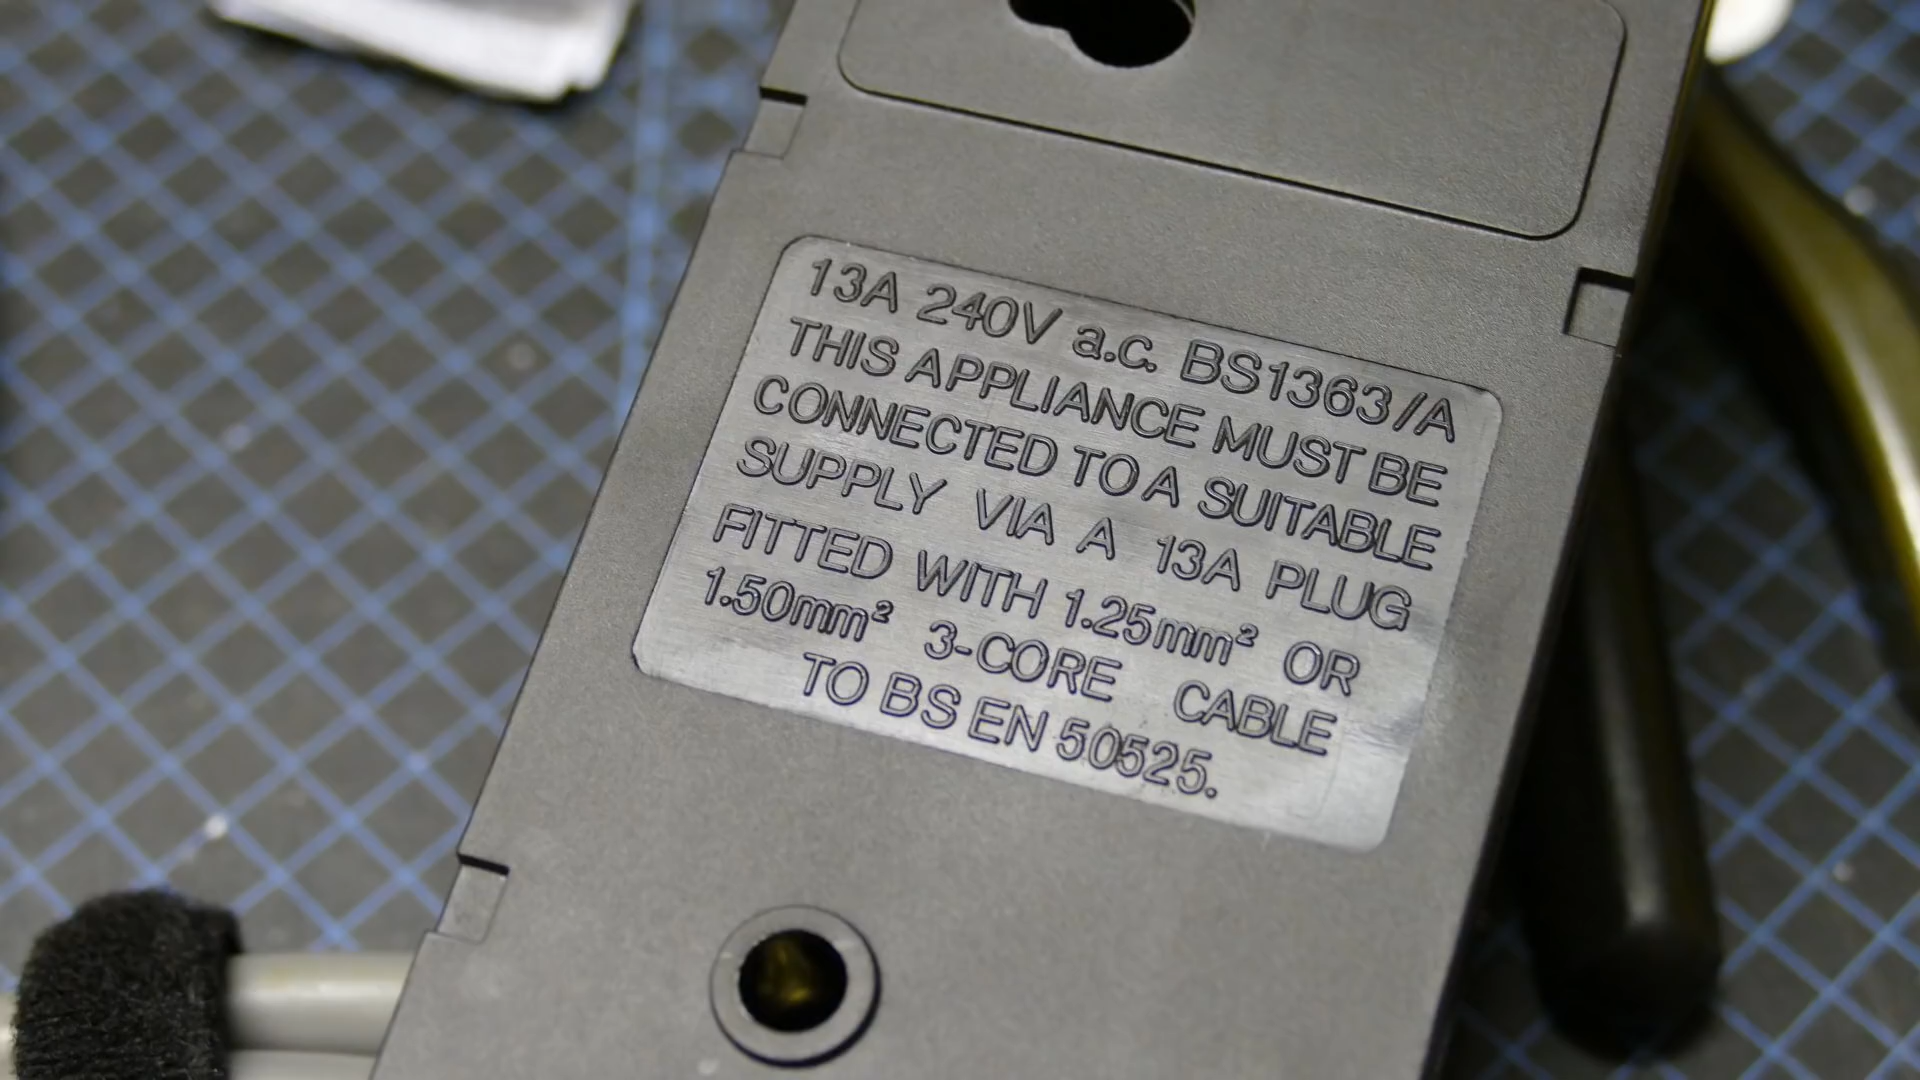 13A 240V a.c. BS1363/A
THIS APPLIANCE MUST BE
CONNECTED TO A SUITABLE
SUPPLY VIA A 13A PLUG
FITTED WITH 1.25mm² OR
1.50mm² 3-CORE CABLE
TO BS EN 50525.